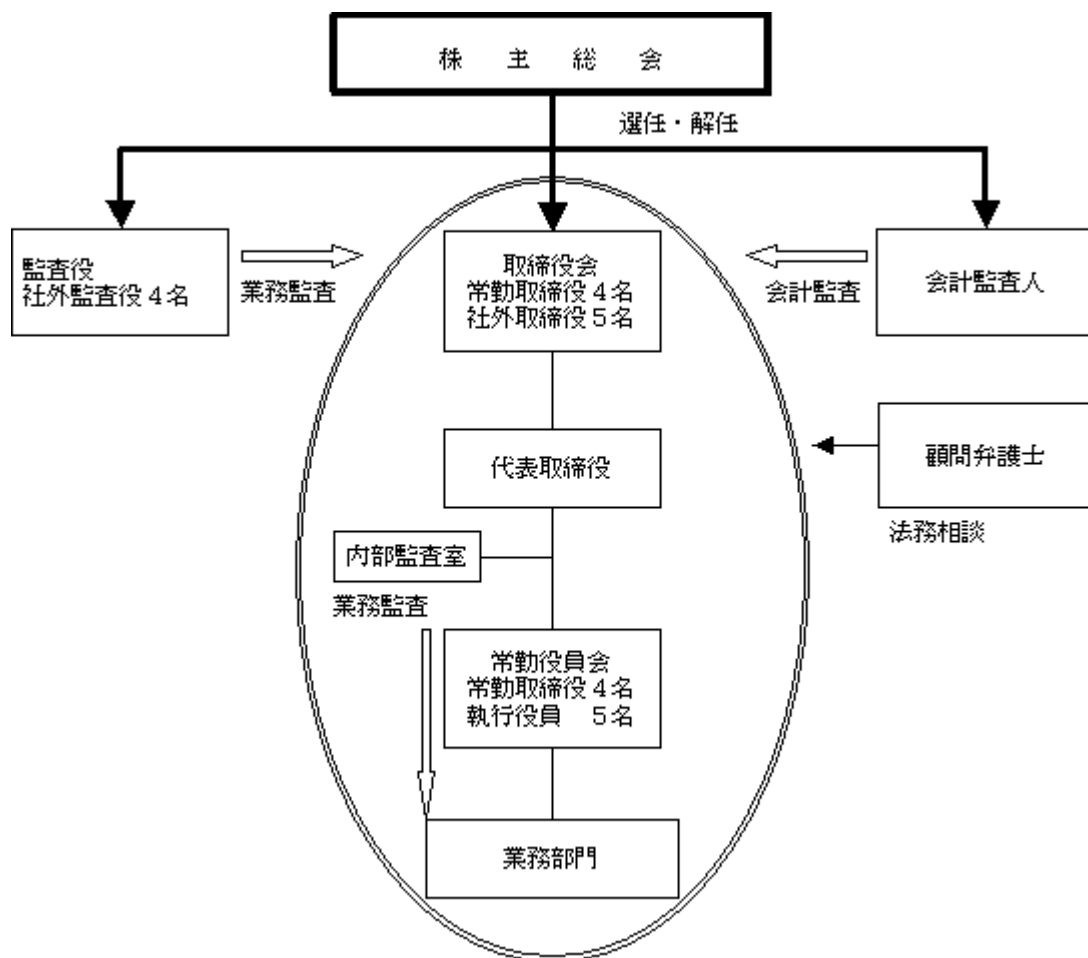 株主総会
選任・解任
監査役
社外監査役4名
業務監査
取締役会
常勤取締役4名
社外取締役5名
会計監査
会計監査人
代表取締役
顧問弁護士
法務相談
内部監査室
業務監査
常勤役員会
常勤取締役4名
執行役員　5名
業務部門